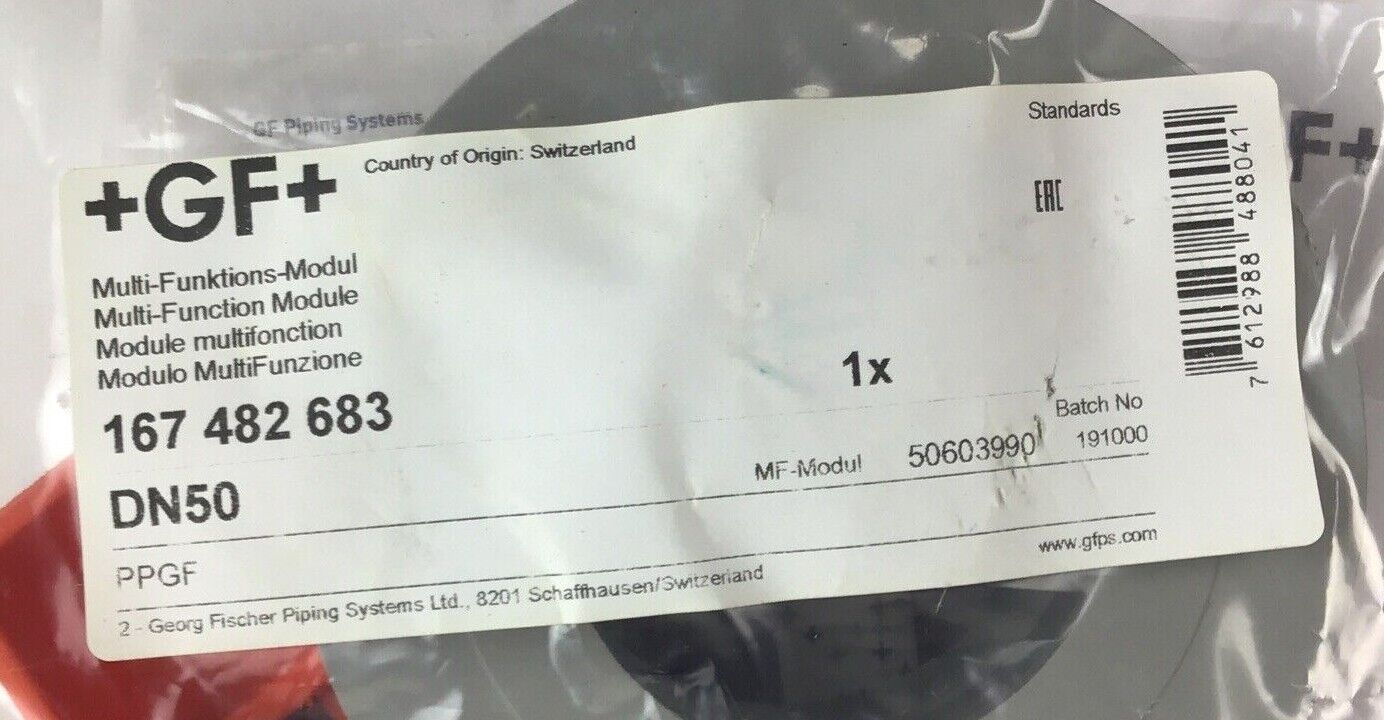 GF Piping Systems
+GF+
Country of Origin: Switzerland
Standards
EAC
Multi-Funktions-Modul
Multi-Function Module
Module multifonction
Modulo MultiFunzione
167 482 683
1x
DN50
MF-Modul 50603990
Batch No
191000
PPGF
www.gfps.com
2 - Georg Fischer Piping Systems Ltd., 8201 Schaffhausen/Switzerland
7 612988 488041
F+